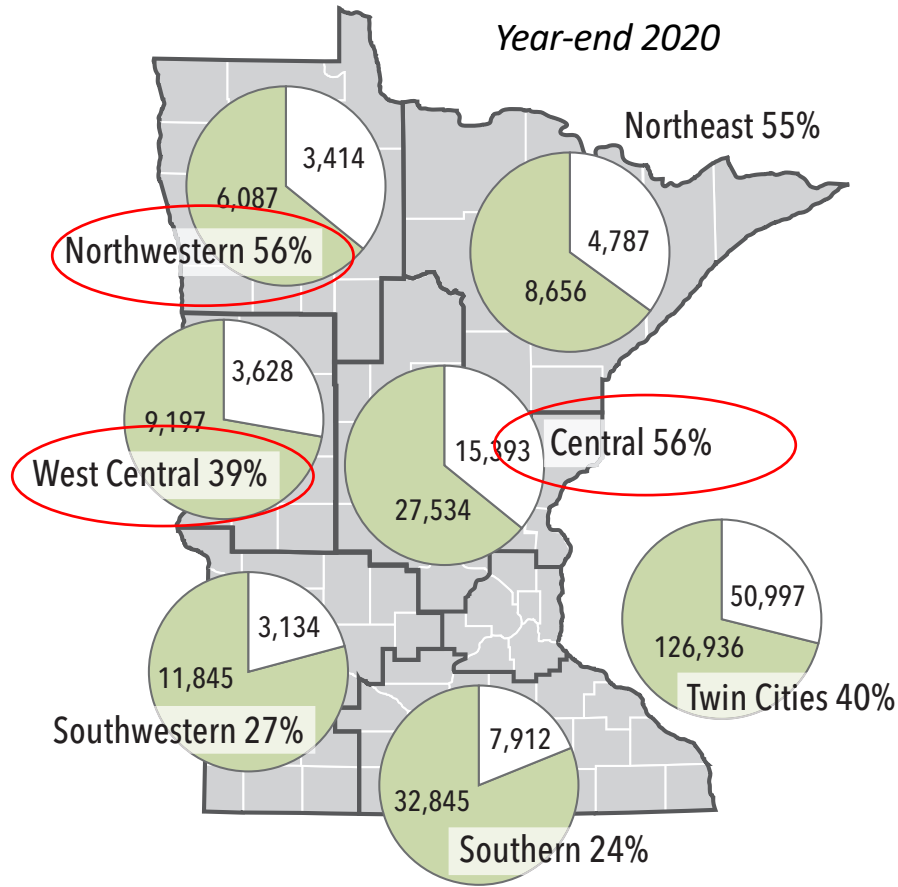 Year-end 2020
Northeast 55%
3,414
6,087
Northwestern 56%
4,787
8,656
3,628
9,197
West Central 39%
15,393
Central 56%
27,534
50,997
126,936
Twin Cities 40%
3,134
11,845
Southwestern 27%
7,912
32,845
Southern 24%